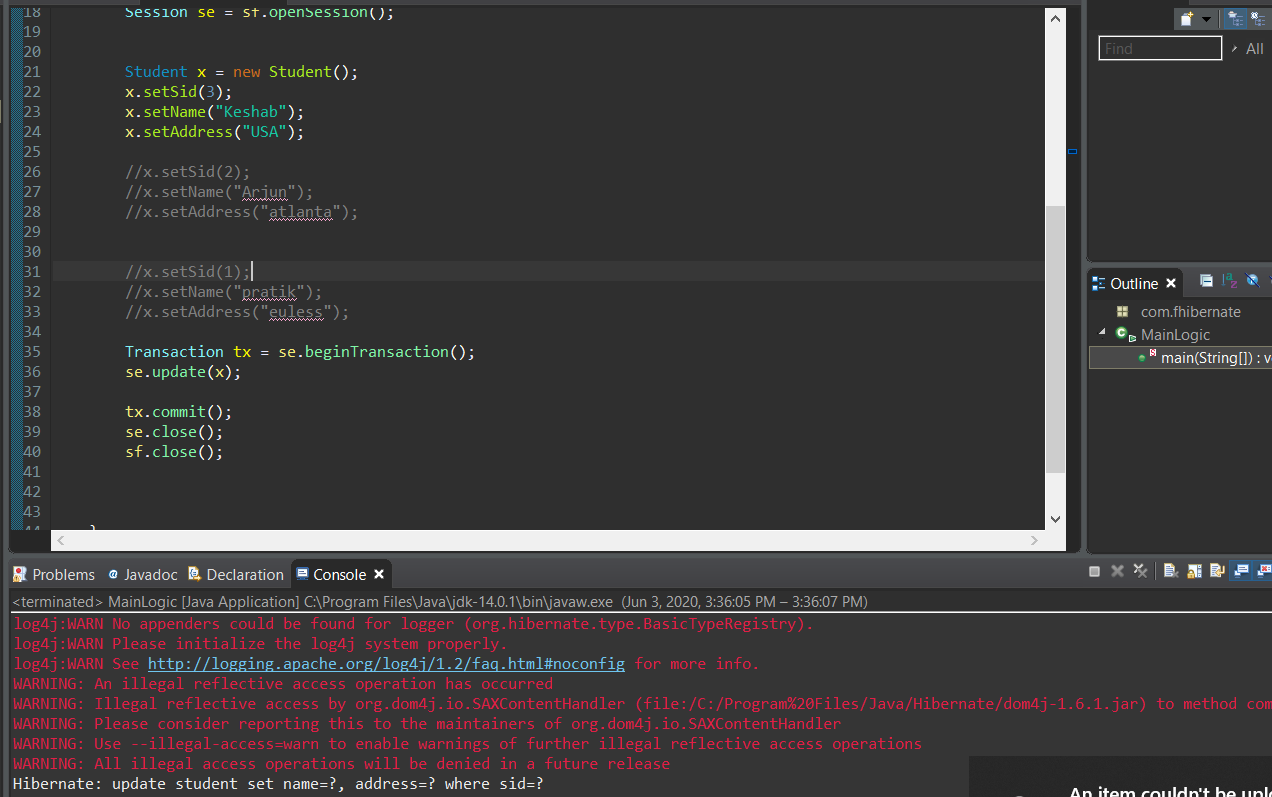 18 Session se = sf.openSession();
19
20
21 Student x = new Student();
22 x.setSid(3);
23 x.setName("Keshab");
24 x.setAddress("USA");
25
26 //x.setSid(2);
27 //x.setName("Arjun");
28 //x.setAddress("atlanta");
29
30
31 //x.setSid(1);
32 //x.setName("pratik");
33 //x.setAddress("euless");
34
35 Transaction tx = se.beginTransaction();
36 se.update(x);
37
38 tx.commit();
39 se.close();
40 sf.close();
41
42
43
44 }
Find All
Outline
com.fhibernate
MainLogic
main(String[]) : v
Problems Javadoc Declaration Console
<terminated> MainLogic [Java Application] C:\Program Files\Java\jdk-14.0.1\bin\javaw.exe (Jun 3, 2020, 3:36:05 PM – 3:36:07 PM)
log4j:WARN No appenders could be found for logger (org.hibernate.type.BasicTypeRegistry).
log4j:WARN Please initialize the log4j system properly.
log4j:WARN See http://logging.apache.org/log4j/1.2/faq.html#noconfig for more info.
WARNING: An illegal reflective access operation has occurred
WARNING: Illegal reflective access by org.dom4j.io.SAXContentHandler (file:/C:/Program%20Files/Java/Hibernate/dom4j-1.6.1.jar) to method com
WARNING: Please consider reporting this to the maintainers of org.dom4j.io.SAXContentHandler
WARNING: Use --illegal-access=warn to enable warnings of further illegal reflective access operations
WARNING: All illegal access operations will be denied in a future release
Hibernate: update student set name=?, address=? where sid=?
An item couldn't be uplo